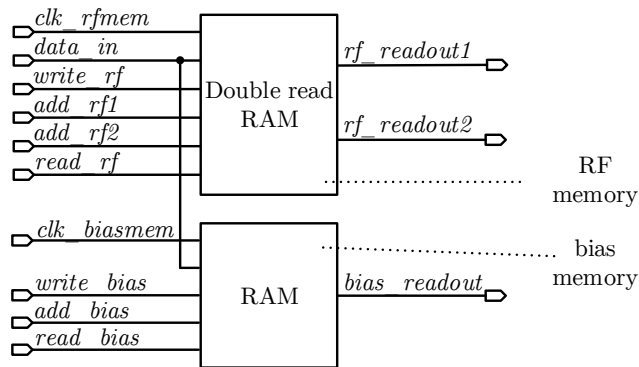 clk_rfmem
data_in
write_rf
add_rf1
add_rf2
read_rf
Double read
RAM
rf_readout1
rf_readout2
RF
memory
clk_biasmem
write_bias
add_bias
read_bias
RAM
bias_readout
bias
memory